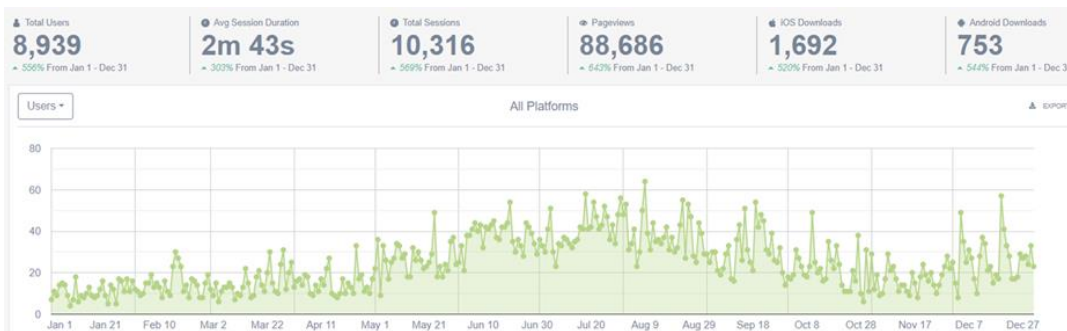 Total Users
8,939
556% From Jan 1 - Dec 31
Avg Session Duration
2m 43s
303% From Jan 1 - Dec 31
Total Sessions
10,316
569% From Jan 1 - Dec 31
Pageviews
88,686
643% From Jan 1 - Dec 31
iOS Downloads
1,692
520% From Jan 1 - Dec 31
Android Downloads
753
544% From Jan 1 - Dec 3
Users
All Platforms
EXPORT
80
60
40
20
0
Jan 1 Jan 21 Feb 10 Mar 2 Mar 22 Apr 11 May 1 May 21 Jun 10 Jun 30 Jul 20 Aug 9 Aug 29 Sep 18 Oct 8 Oct 28 Nov 17 Dec 7 Dec 27